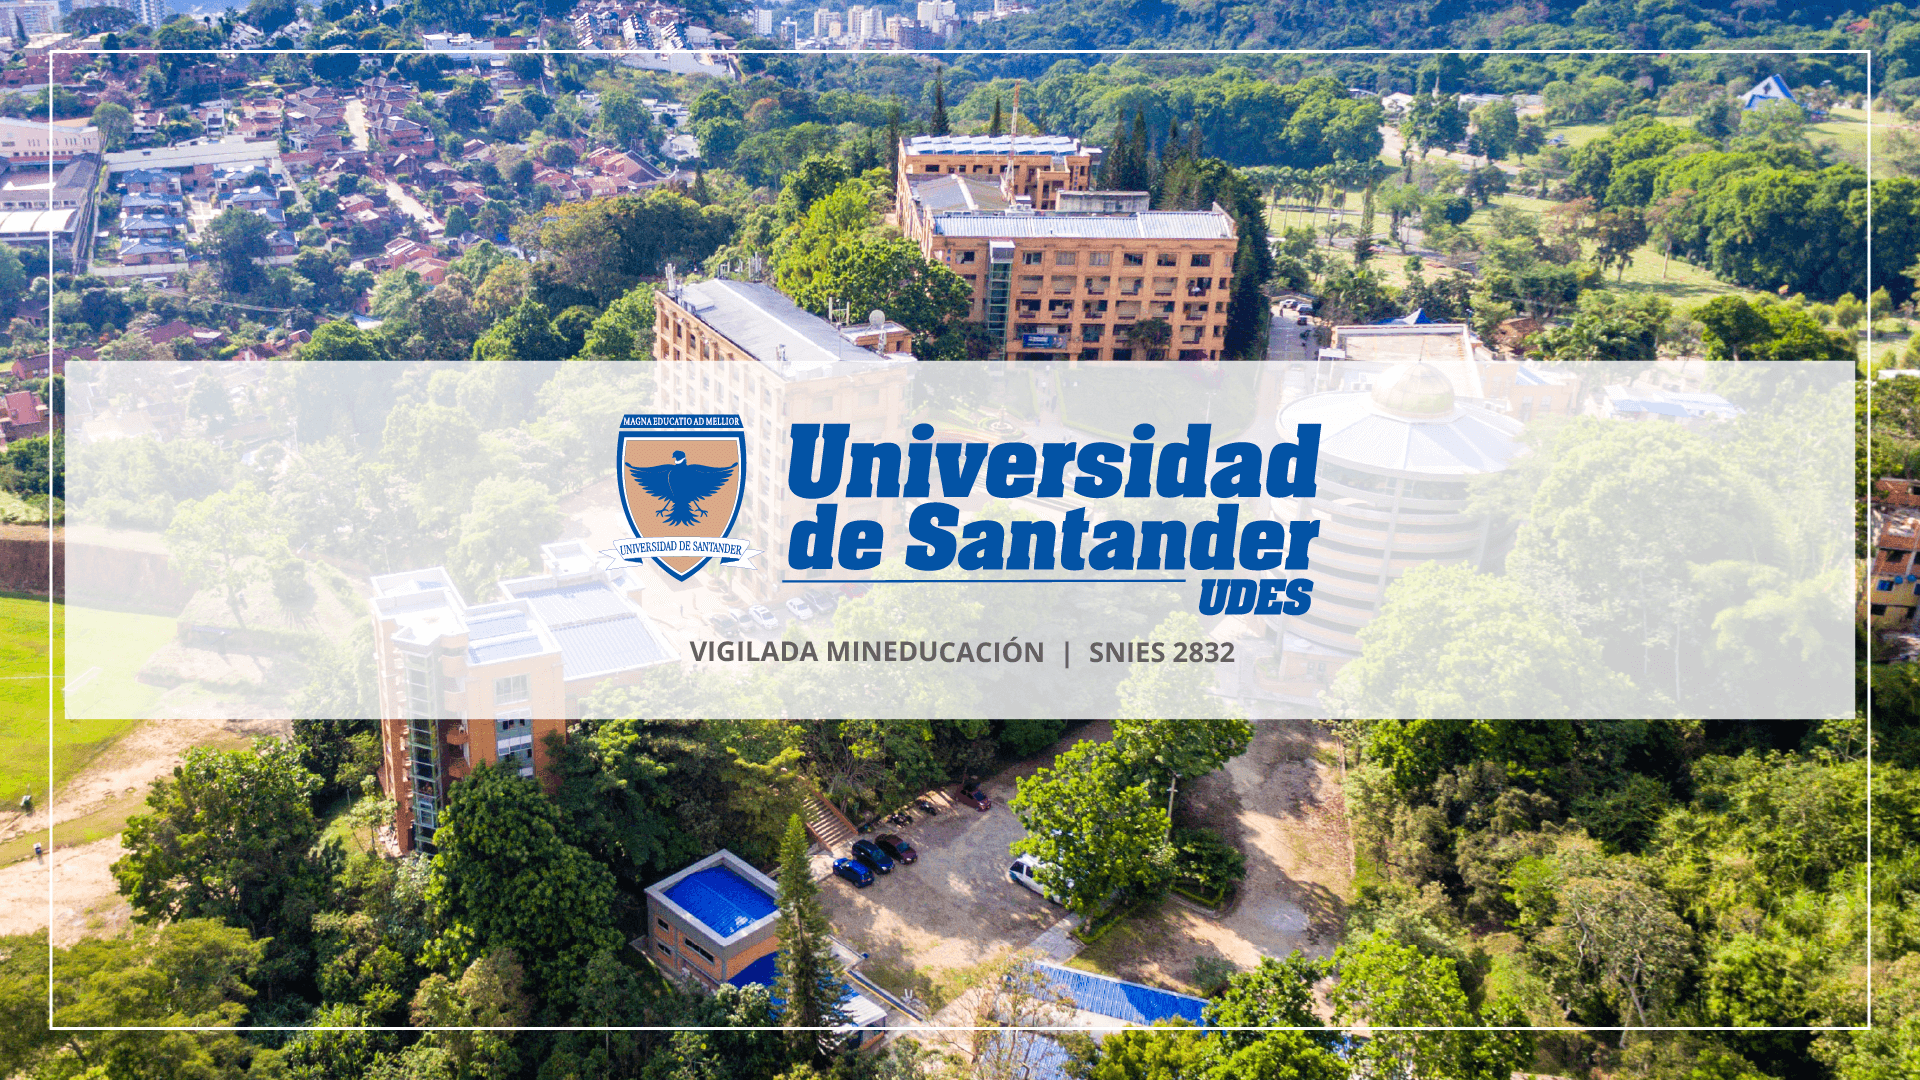 MAGNA EDUCATIO AD MELLIOR
UNIVERSIDAD DE SANTANDER
Universidad
de Santander
UDES
VIGILADA MINEDUCACIÓN | SNIES 2832